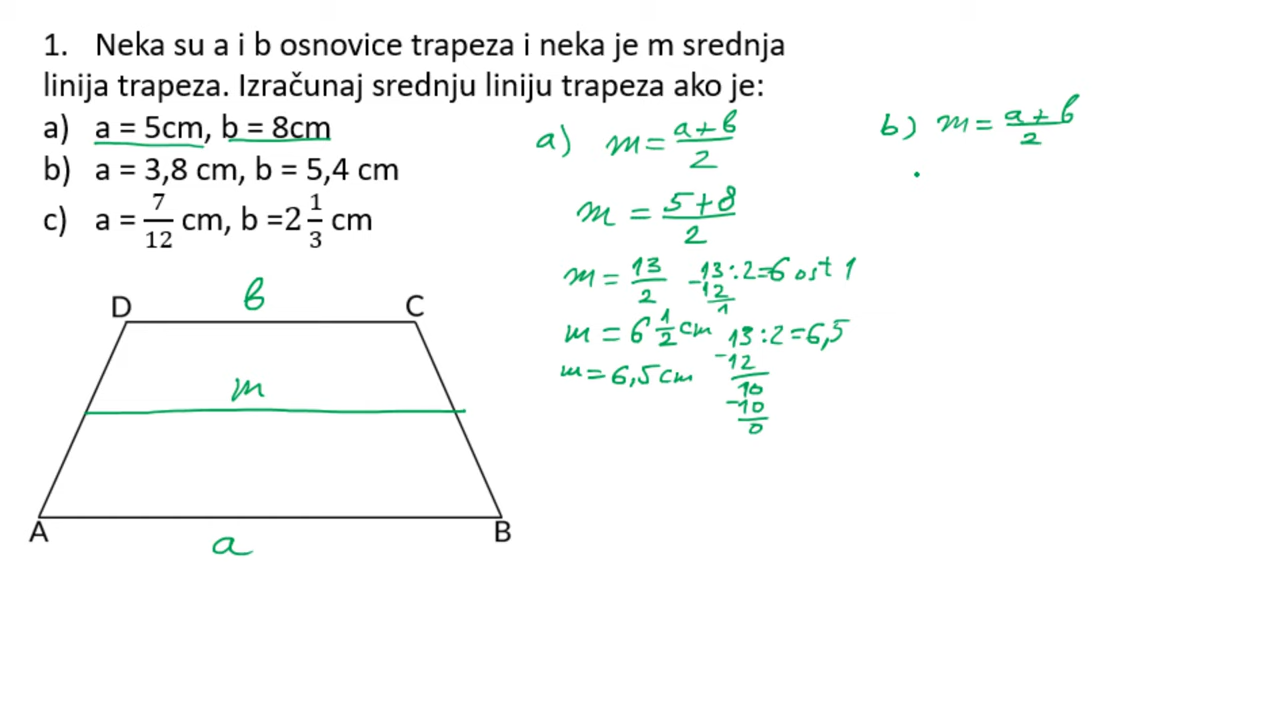 1. Neka su a i b osnovice trapeza i neka je m srednja
linija trapeza. Izračunaj srednju liniju trapeza ako je:
a) a = 5cm, b = 8cm
b) a = 3,8 cm, b = 5,4 cm
c) a = 7/12 cm, b =2 1/3 cm
D b C
m
A a B
a) m = a+b/2
m = 5+8/2
m = 13/2 13:2=6 ost 1
-12
1
m = 6 1/2 cm 13:2=6,5
-12
m = 6,5 cm
10
-10
0
b) m = a+b/2